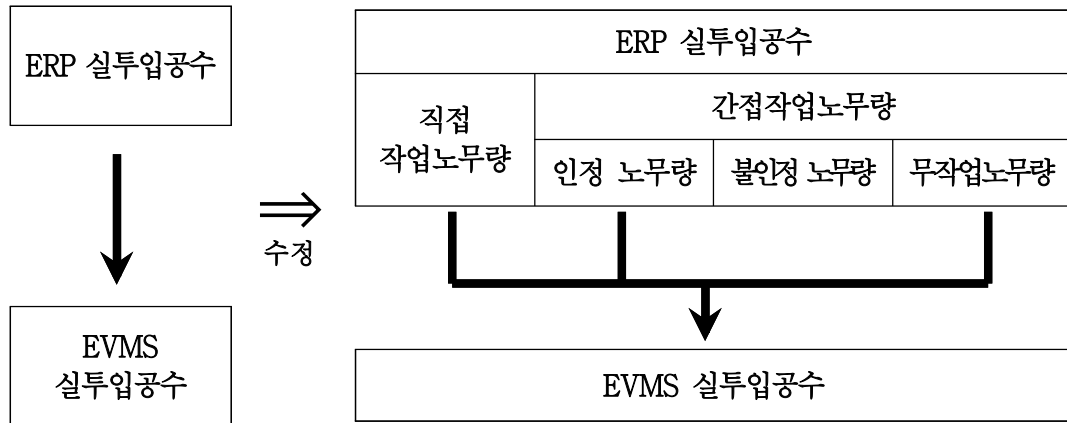 ERP 실투입공수
EVMS
실투입공수
수정
ERP 실투입공수
직접
작업노무량
간접작업노무량
인정 노무량
불인정 노무량
무작업노무량
EVMS 실투입공수